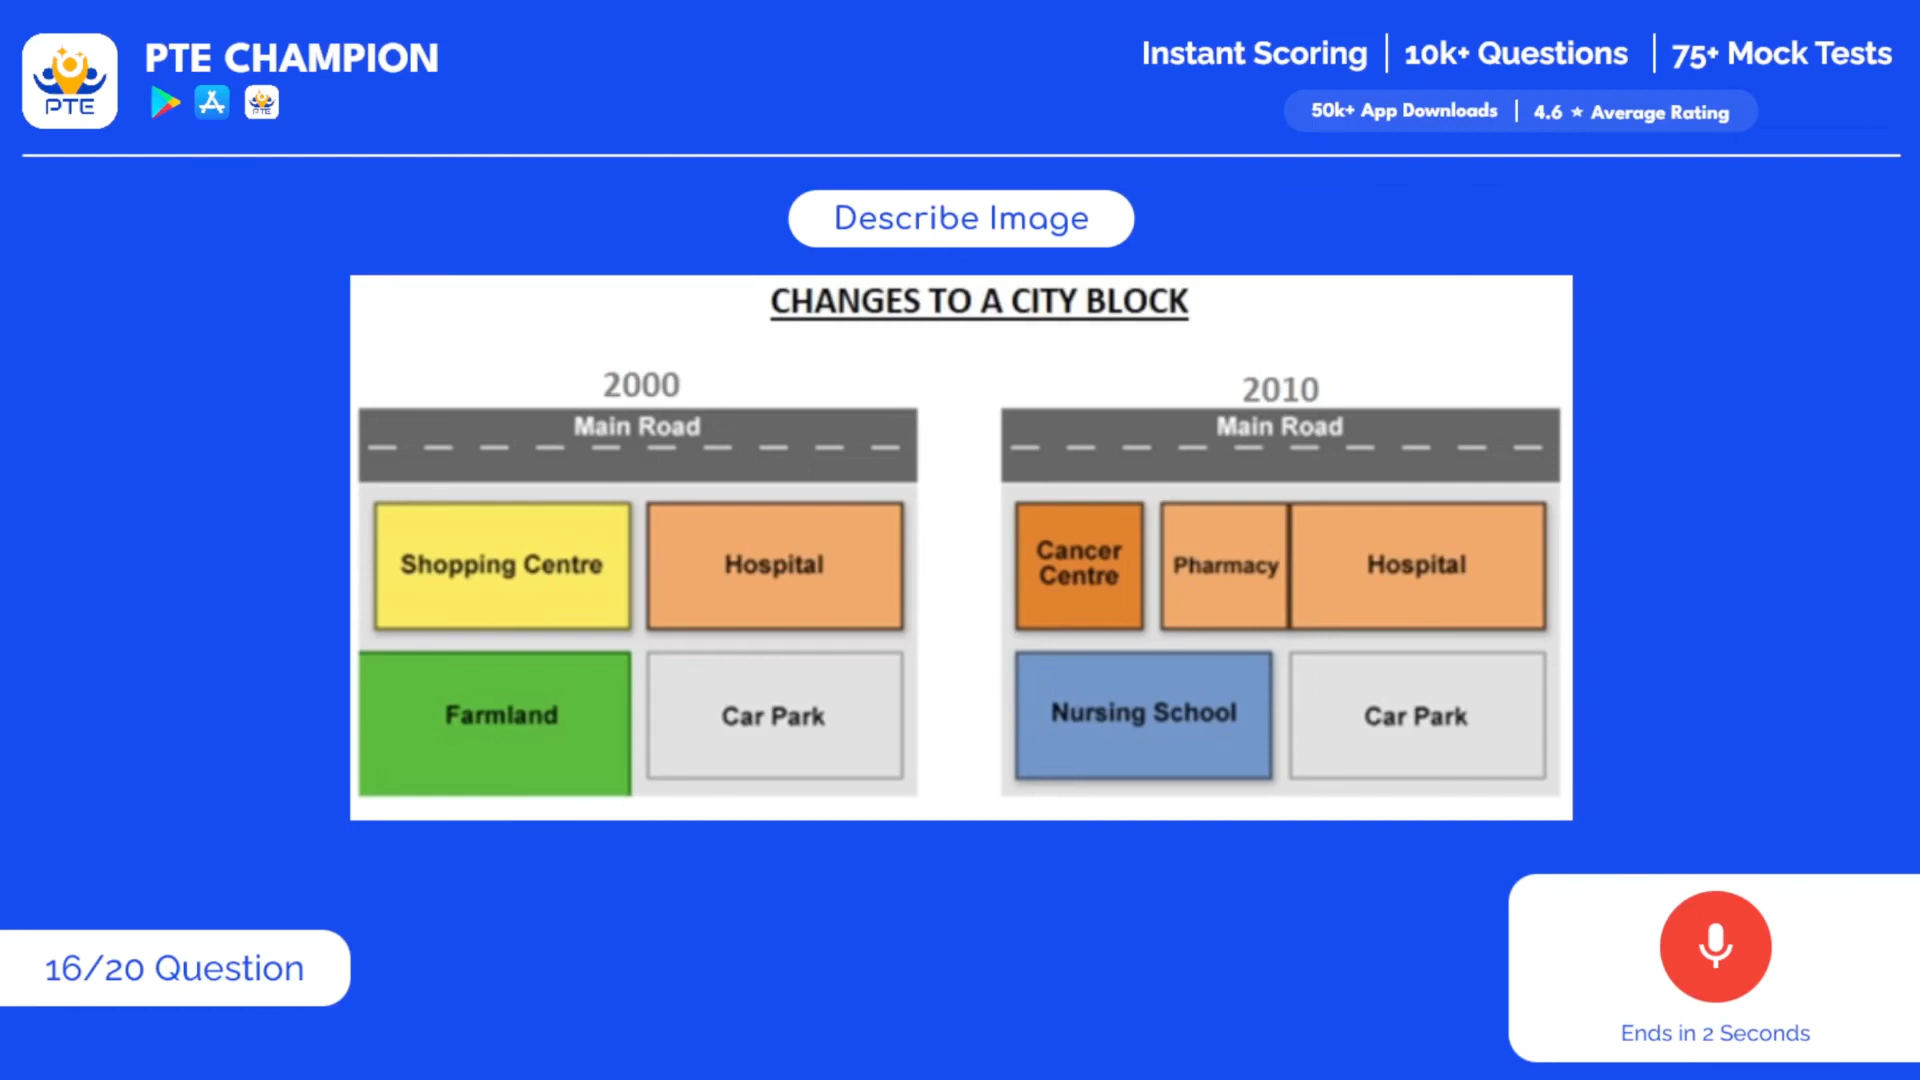 PTE CHAMPION
PTE
PTE
Instant Scoring | 10k+ Questions | 75+ Mock Tests
50k+ App Downloads | 4.6 ★ Average Rating
Describe Image
CHANGES TO A CITY BLOCK
2000
Main Road
Shopping Centre
Hospital
Farmland
Car Park
2010
Main Road
Cancer
Centre
Pharmacy
Hospital
Nursing School
Car Park
16/20 Question
Ends in 2 Seconds